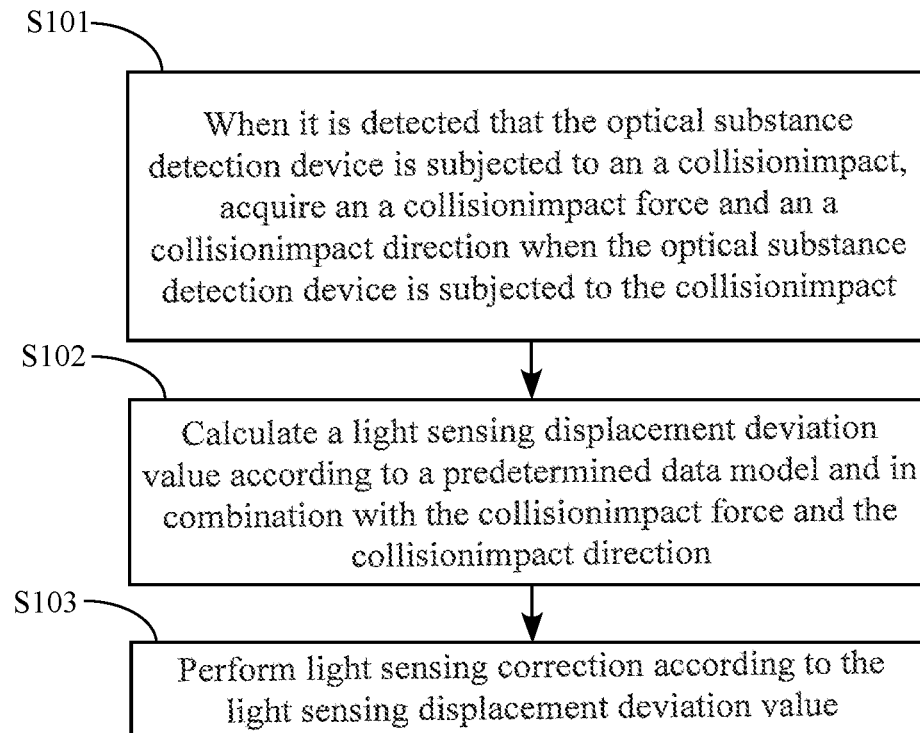 S101
When it is detected that the optical substance
detection device is subjected to an a collisionimpact,
acquire an a collisionimpact force and an a
collisionimpact direction when the optical substance
detection device is subjected to the collisionimpact
S102
Calculate a light sensing displacement deviation
value according to a predetermined data model and in
combination with the collisionimpact force and the
collisionimpact direction
S103
Perform light sensing correction according to the
light sensing displacement deviation value